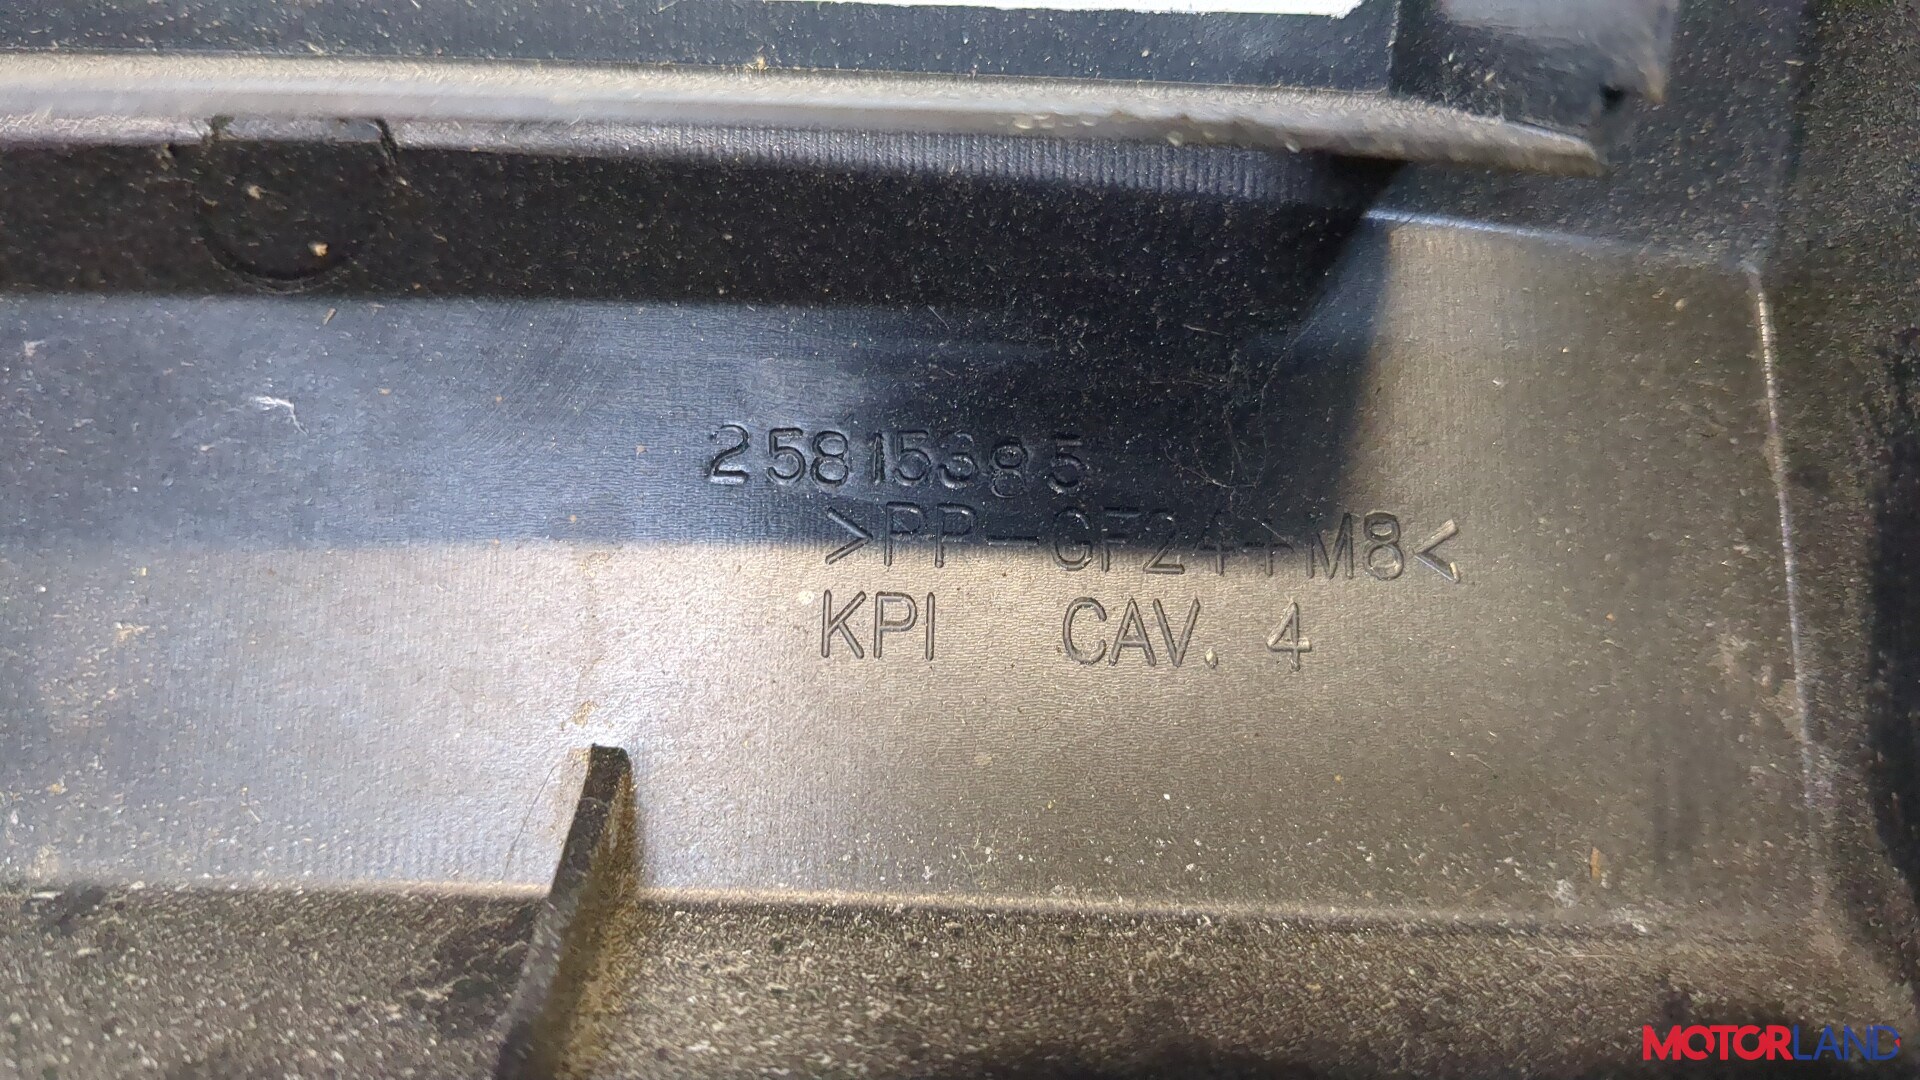 25815385
>PP-GF24+M8<
KPI CAV. 4
MOTORLAND